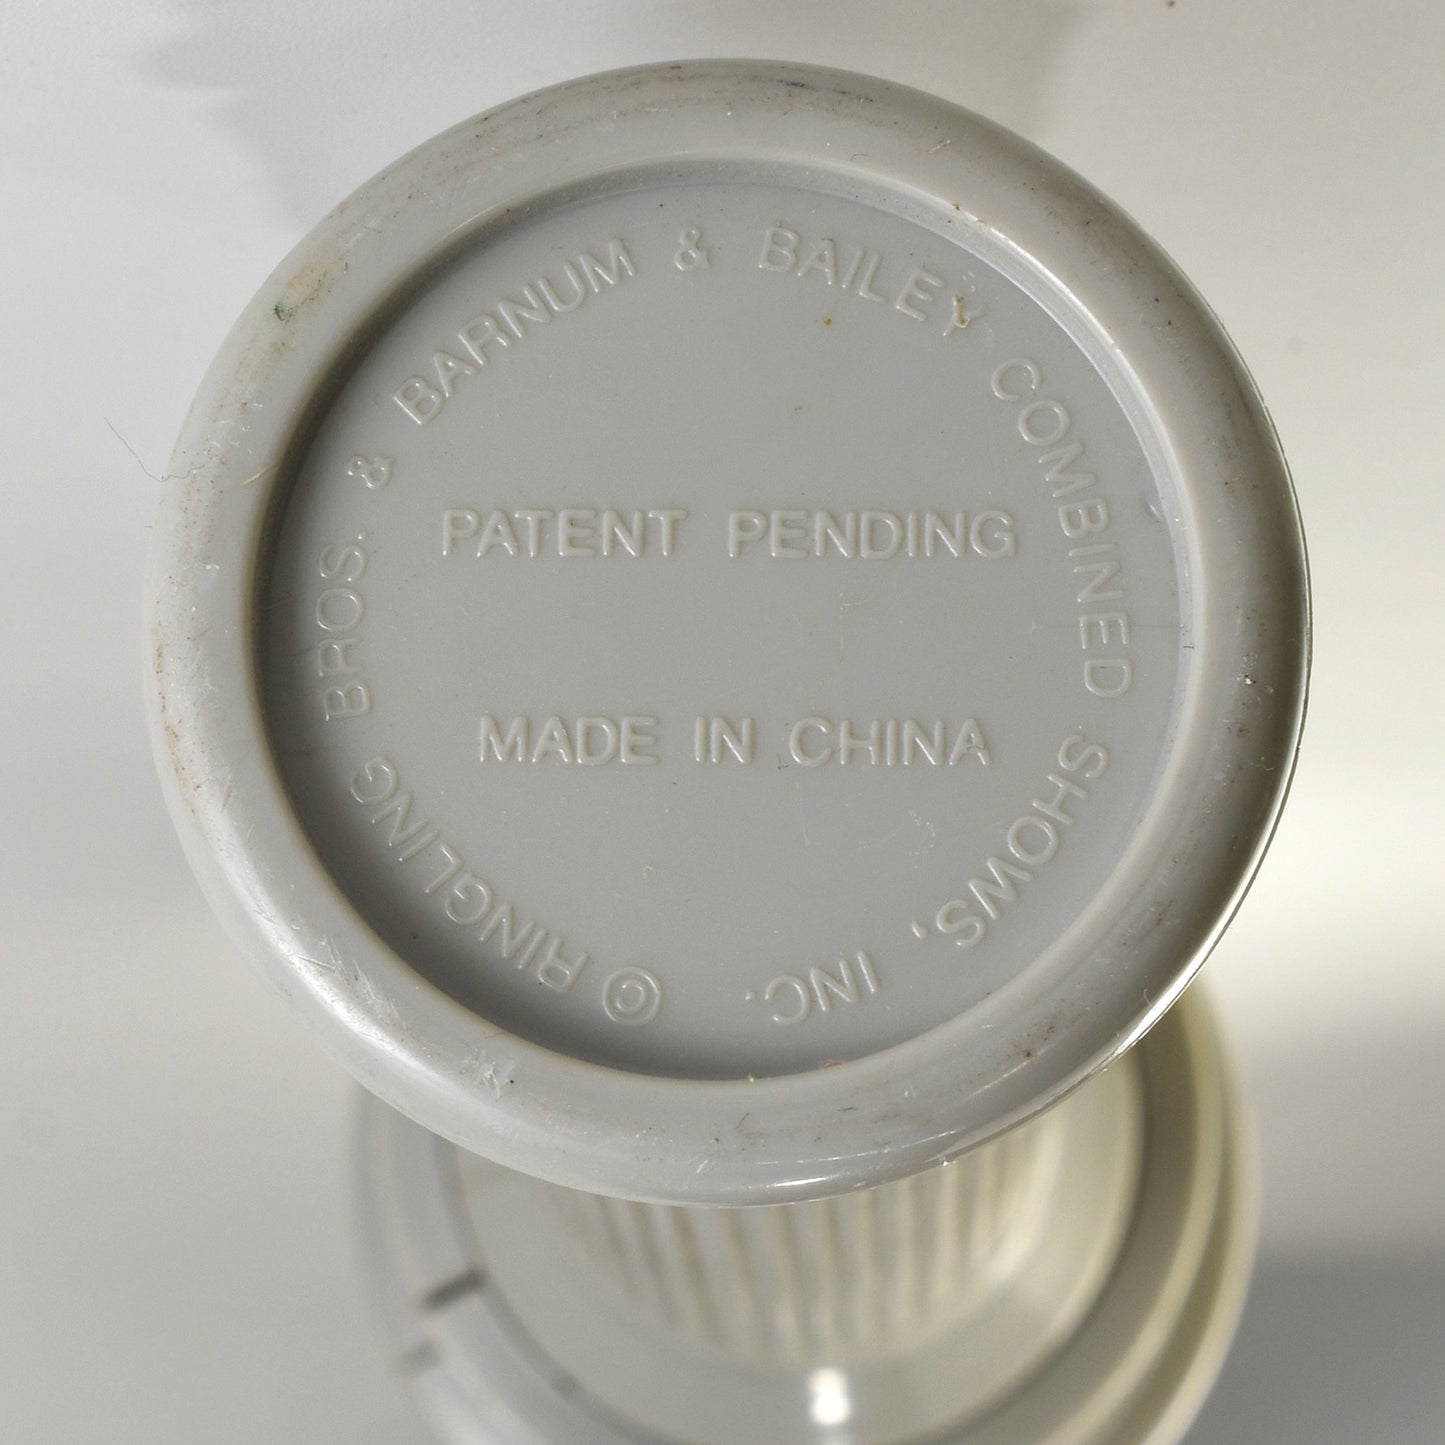 © RINGLING BROS. & BARNUM & BAILEY COMBINED SHOWS, INC.
PATENT PENDING
MADE IN CHINA